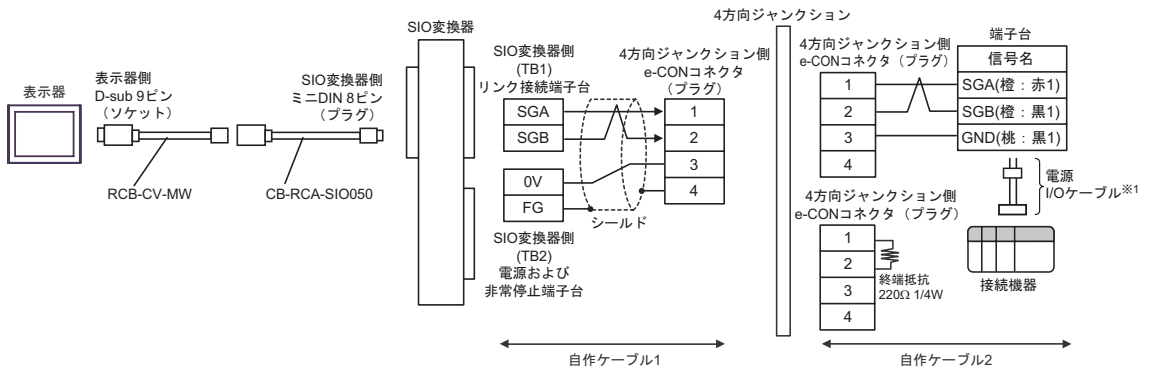 表示器
表示器側
D-sub 9ピン
（ソケット）
RCB-CV-MW
SIO変換器側
ミニDIN 8ピン
（プラグ）
CB-RCA-SIO050
SIO変換器
SIO変換器側
(TB1)
リンク接続端子台
SGA
SGB
0V
FG
SIO変換器側
(TB2)
電源および
非常停止端子台
シールド
4方向ジャンクション側
e-CONコネクタ
（プラグ）
1
2
3
4
自作ケーブル1
4方向ジャンクション
4方向ジャンクション側
e-CONコネクタ（プラグ）
1
2
3
4
端子台
信号名
SGA(橙：赤1)
SGB(橙：黒1)
GND(桃：黒1)
電源
I/Oケーブル※1
接続機器
4方向ジャンクション側
e-CONコネクタ（プラグ）
1
2
3
4
終端抵抗
220Ω 1/4W
自作ケーブル2